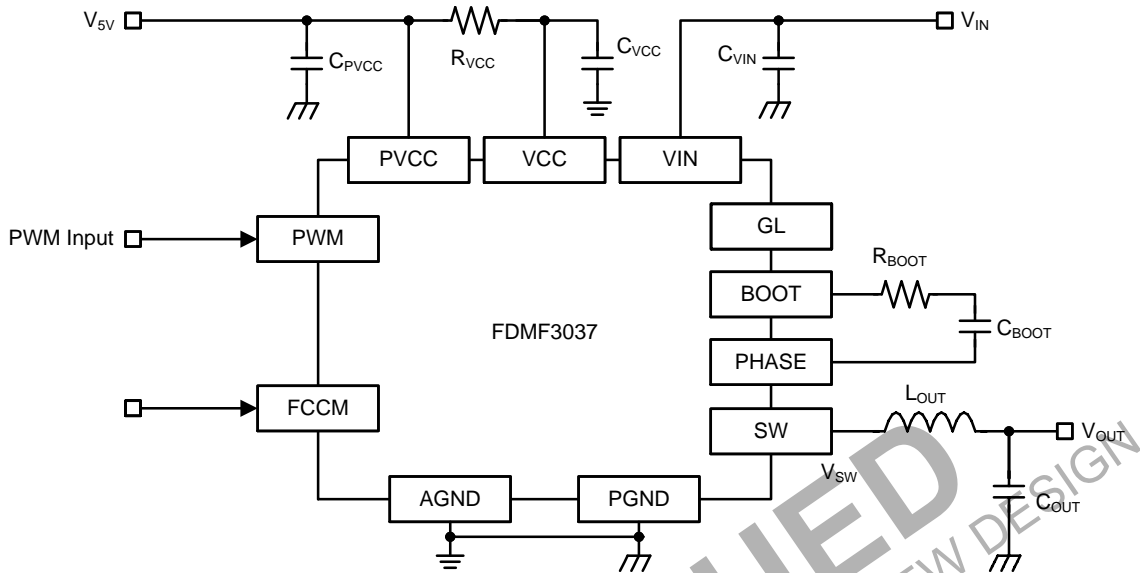 V5V
RVCC
CPVCC
CVCC
CVIN
VIN
PVCC
VCC
VIN
PWM Input
PWM
GL
RBOOT
BOOT
CBOOT
FDMF3037
PHASE
FCCM
LOUT
SW
VOUT
VSW
COUT
AGND
PGND
DESIGN